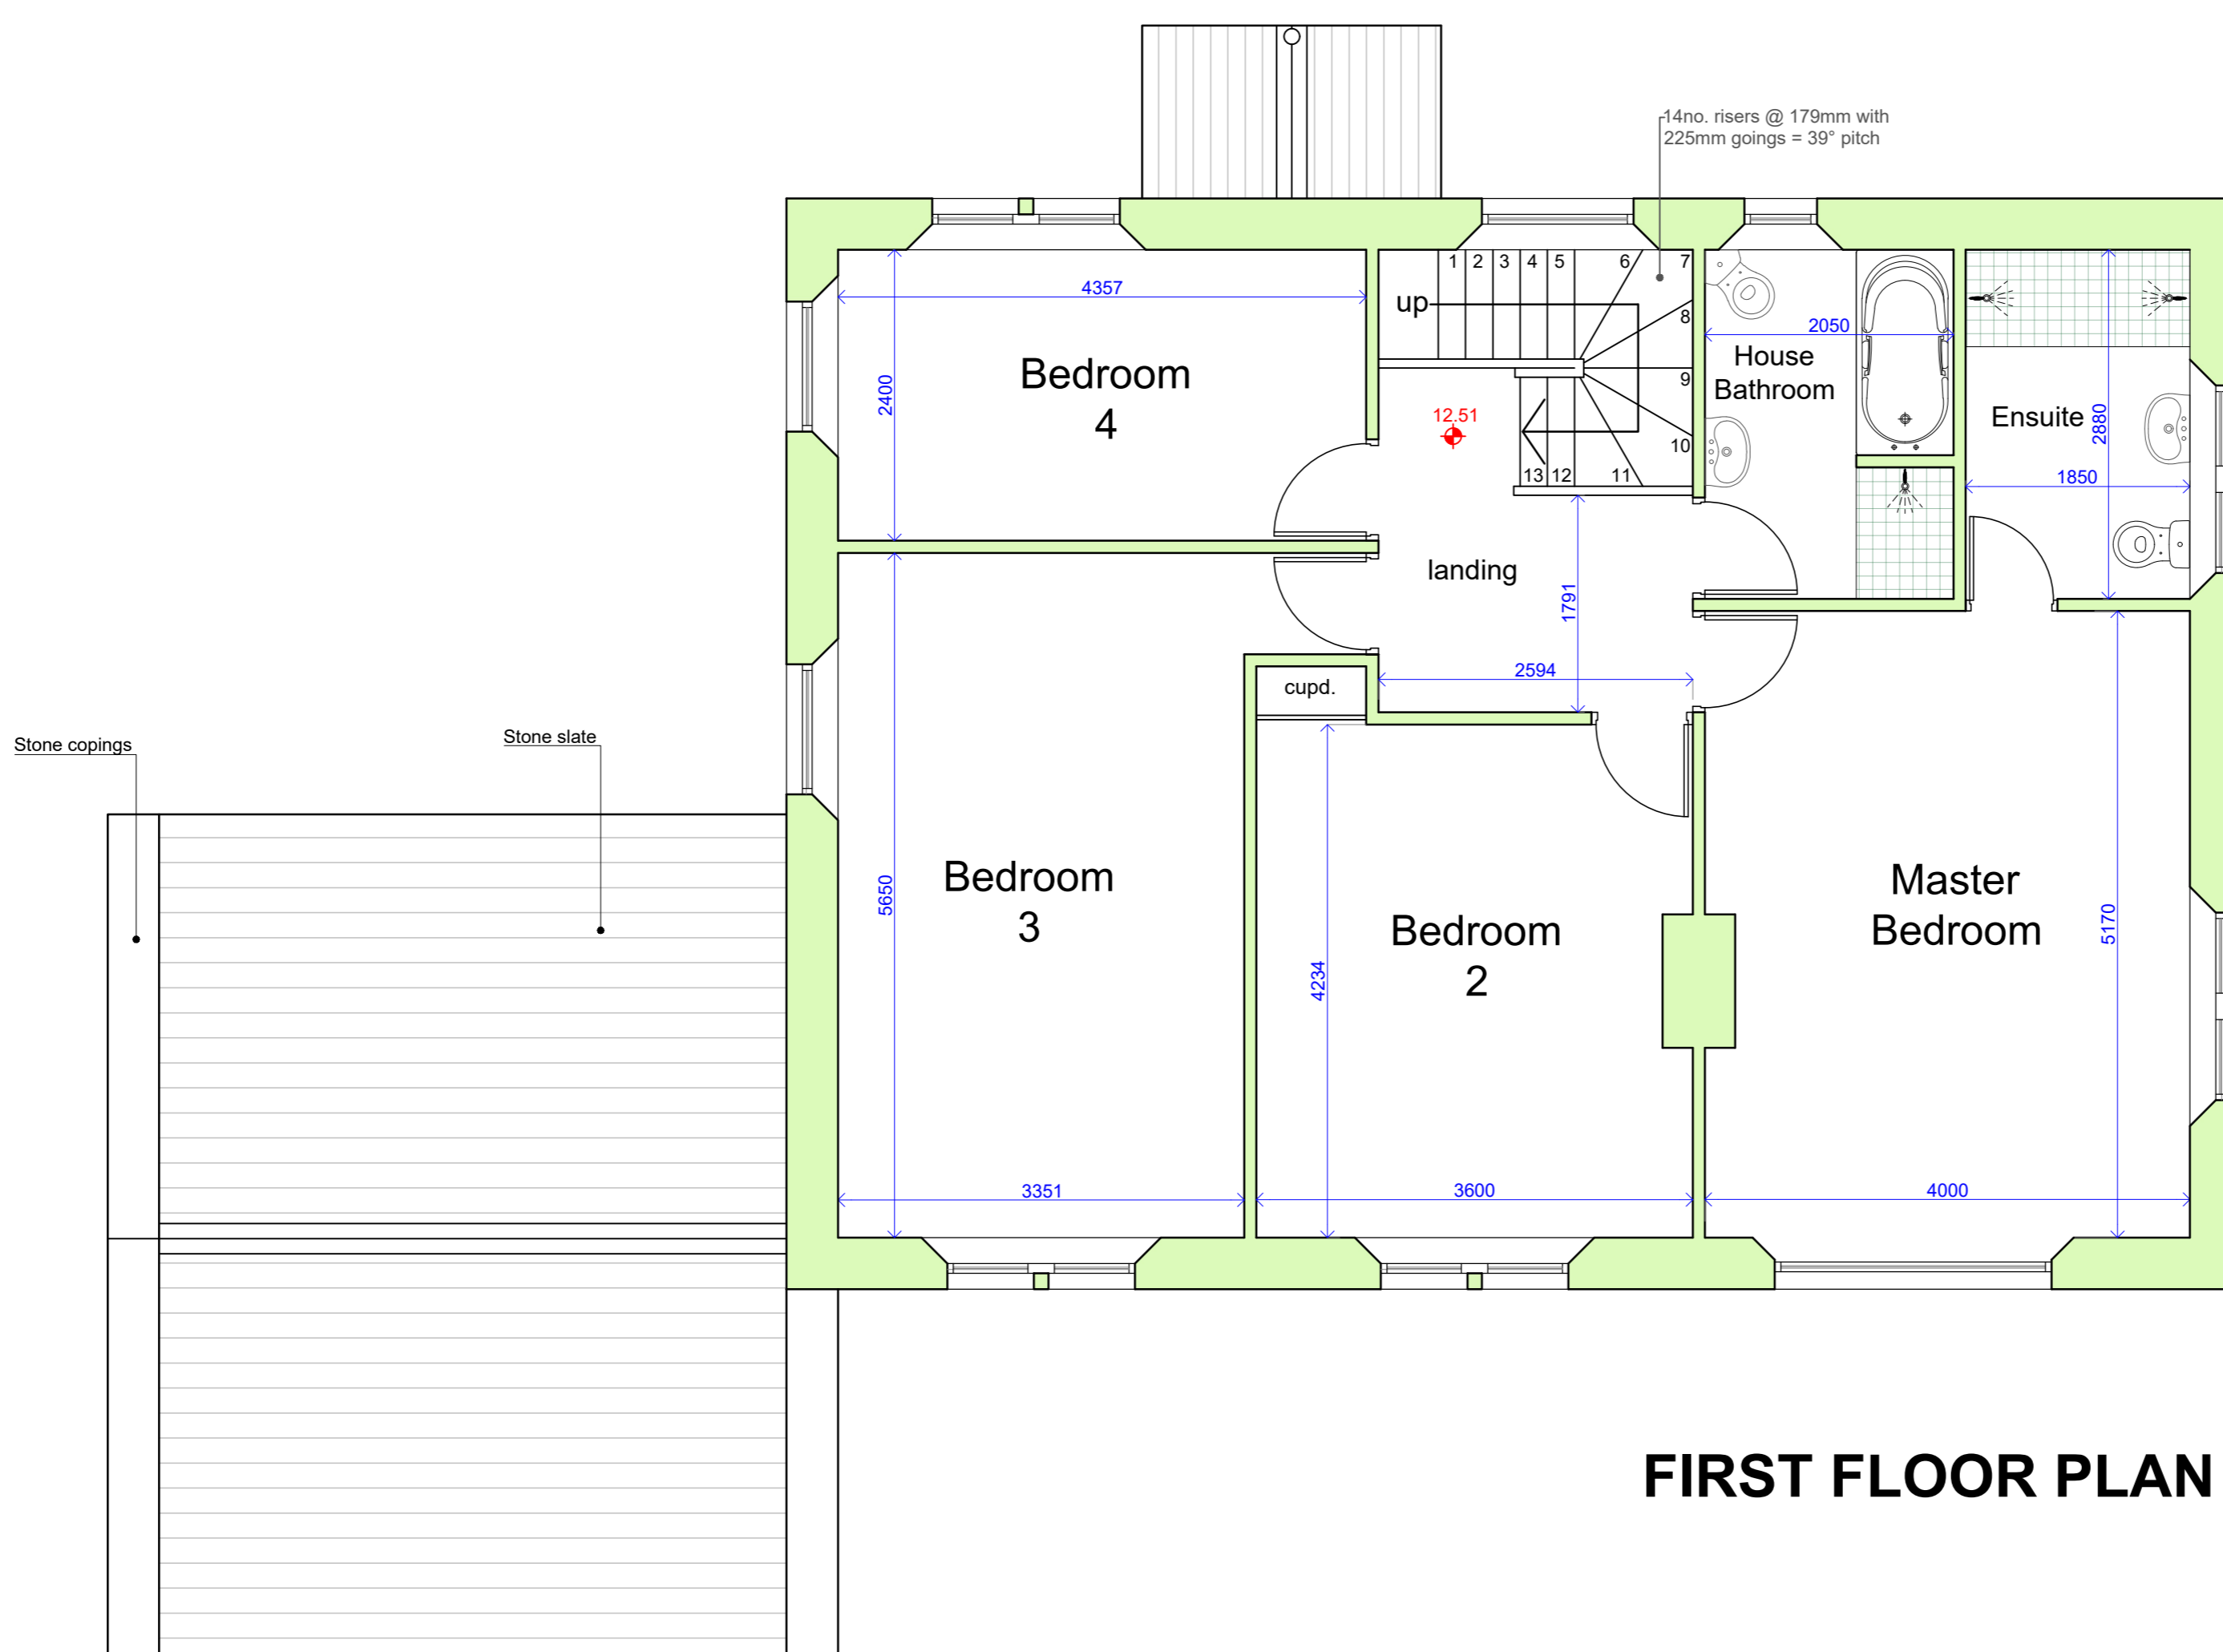 14no. risers @ 179mm with
225mm goings = 39° pitch
1 2 3 4 5 6 7
up
8
9
10
13 12 11
4357
2400
Bedroom
4
12.51
2050
House
Bathroom
Ensuite
2880
1850
landing
1791
2594
cupd.
Stone copings
Stone slate
5650
Bedroom
3
3351
4234
Bedroom
2
3600
Master
Bedroom
5170
4000
FIRST FLOOR PLAN